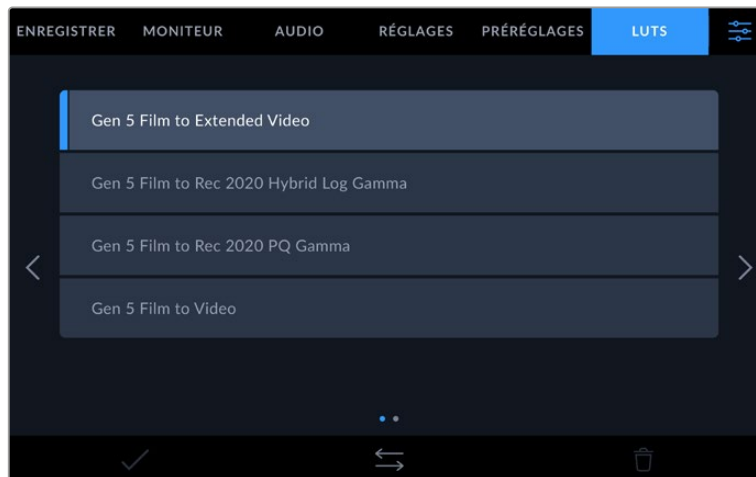 ENREGISTRER MONITEUR AUDIO RÉGLAGES PRÉRÉGLAGES LUTS
Gen 5 Film to Extended Video
Gen 5 Film to Rec 2020 Hybrid Log Gamma
Gen 5 Film to Rec 2020 PQ Gamma
Gen 5 Film to Video